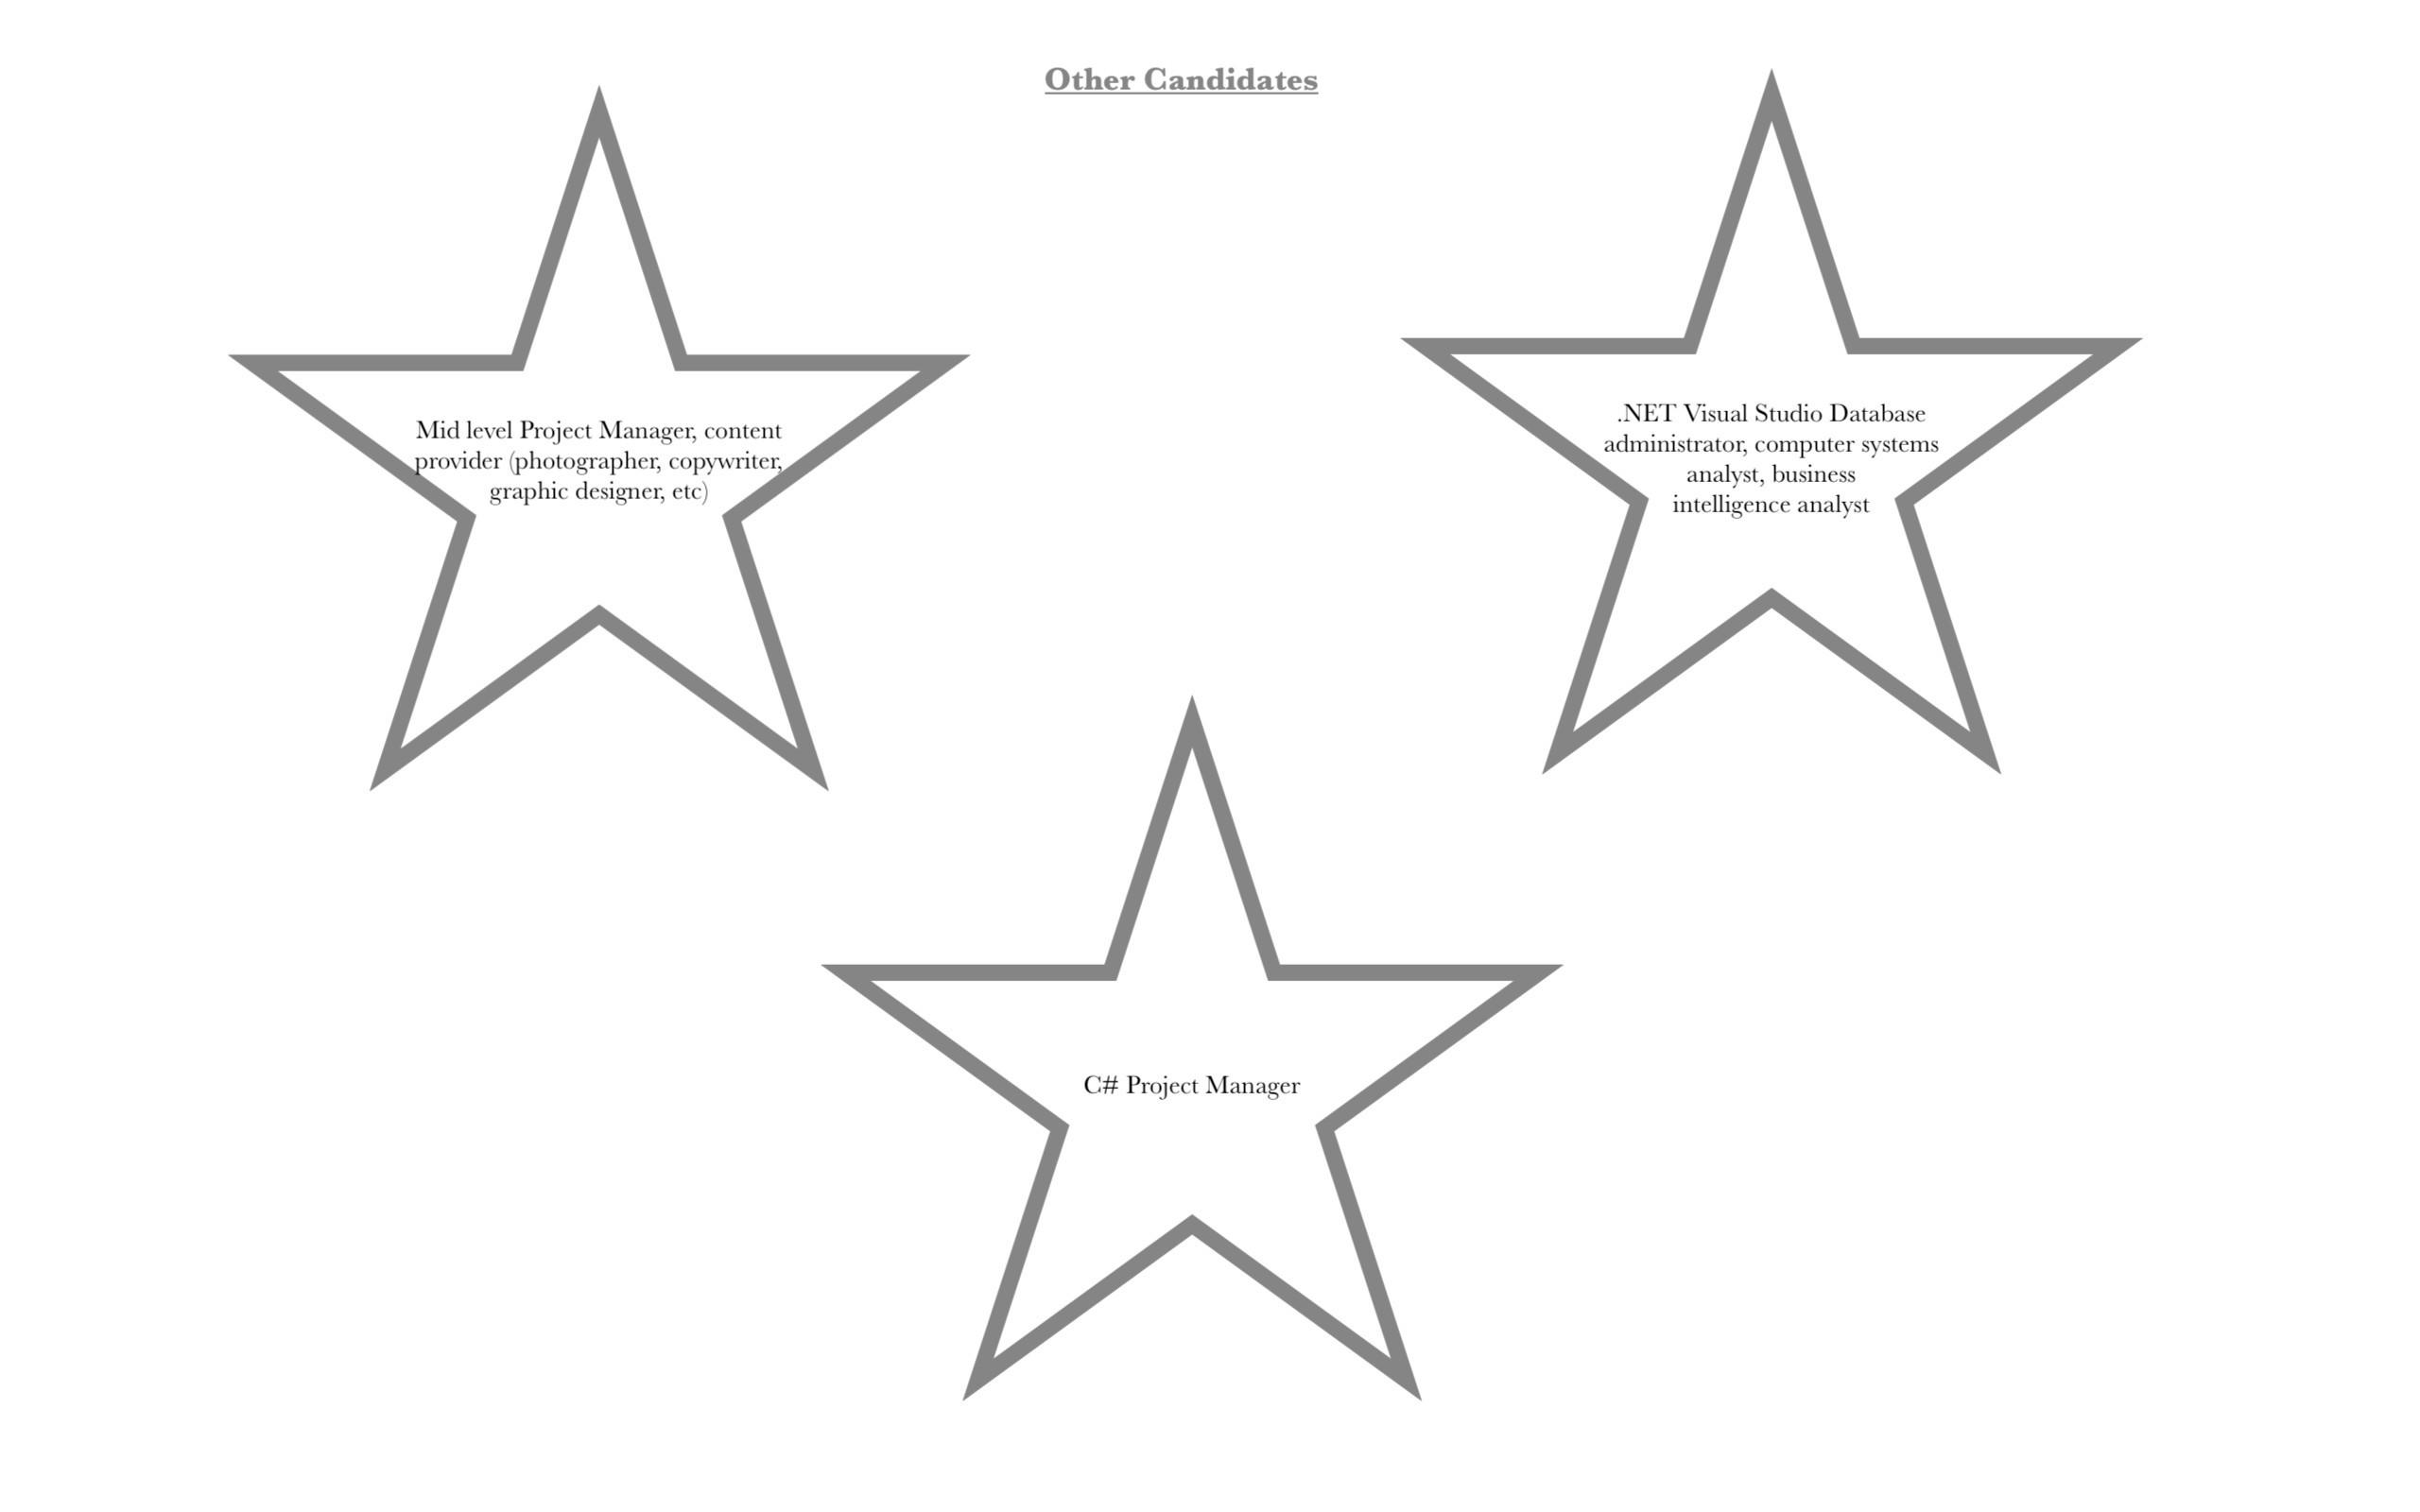 Other Candidates
Mid level Project Manager, content
provider (photographer, copywriter,
graphic designer, etc)
.NET Visual Studio Database
administrator, computer systems
analyst, business
intelligence analyst
C# Project Manager